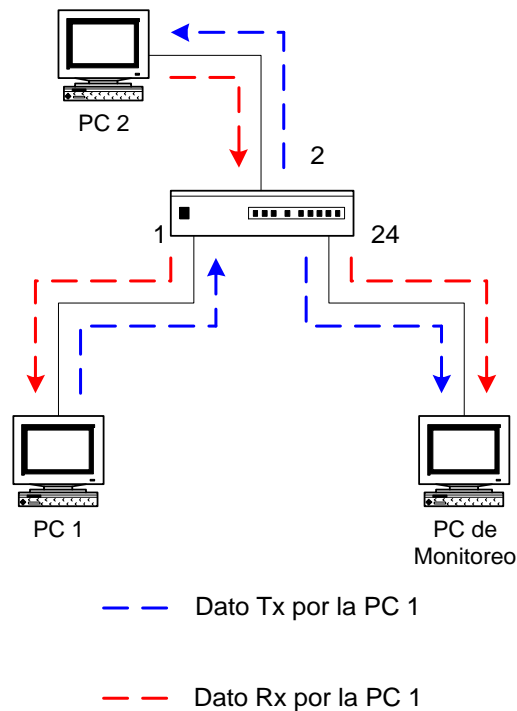 PC 2
2
1
24
PC 1
PC de
Monitoreo
Dato Tx por la PC 1
Dato Rx por la PC 1